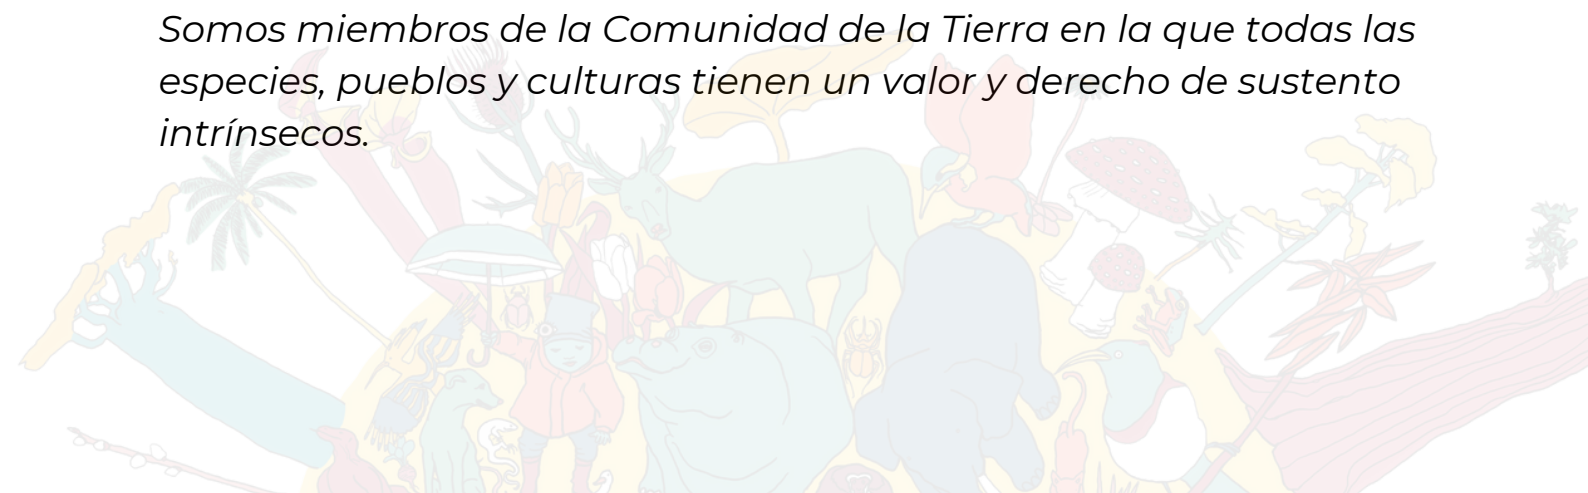 Somos miembros de la Comunidad de la Tierra en la que todas las
especies, pueblos y culturas tienen un valor y derecho de sustento
intrínsecos.